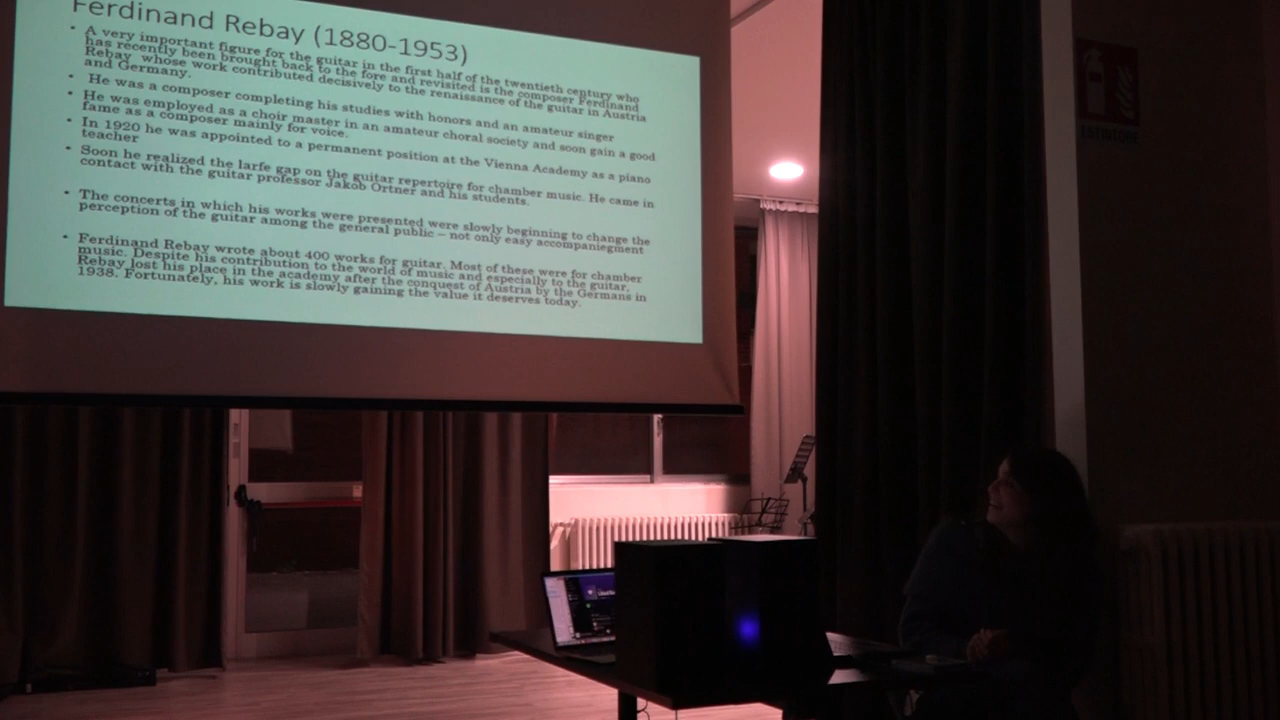 Ferdinand Rebay (1880-1953)
• A very important figure for the guitar in the first half of the twentieth century who
has recently been brought back to the fore and revisited is the composer Ferdinand
Rebay whose work contributed decisively to the renaissance of the guitar in Austria
and Germany.
• He was a composer completing his studies with honors and an amateur singer
• He was employed as a choir master in an amateur choral society and soon gain a good
fame as a composer mainly for voice.
• In 1920 he was appointed to a permanent position at the Vienna Academy as a piano
teacher
• Soon he realized the larfe gap on the guitar repertoire for chamber music. He came in
contact with the guitar professor Jakob Ortner and his students.
• The concerts in which his works were presented were slowly beginning to change the
perception of the guitar among the general public – not only easy accompaniegment
• Ferdinand Rebay wrote about 400 works for guitar. Most of these were for chamber
music. Despite his contribution to the world of music and especially to the guitar,
Rebay lost his place in the academy after the conquest of Austria by the Germans in
1938. Fortunately, his work is slowly gaining the value it deserves today.
ESTINTORE